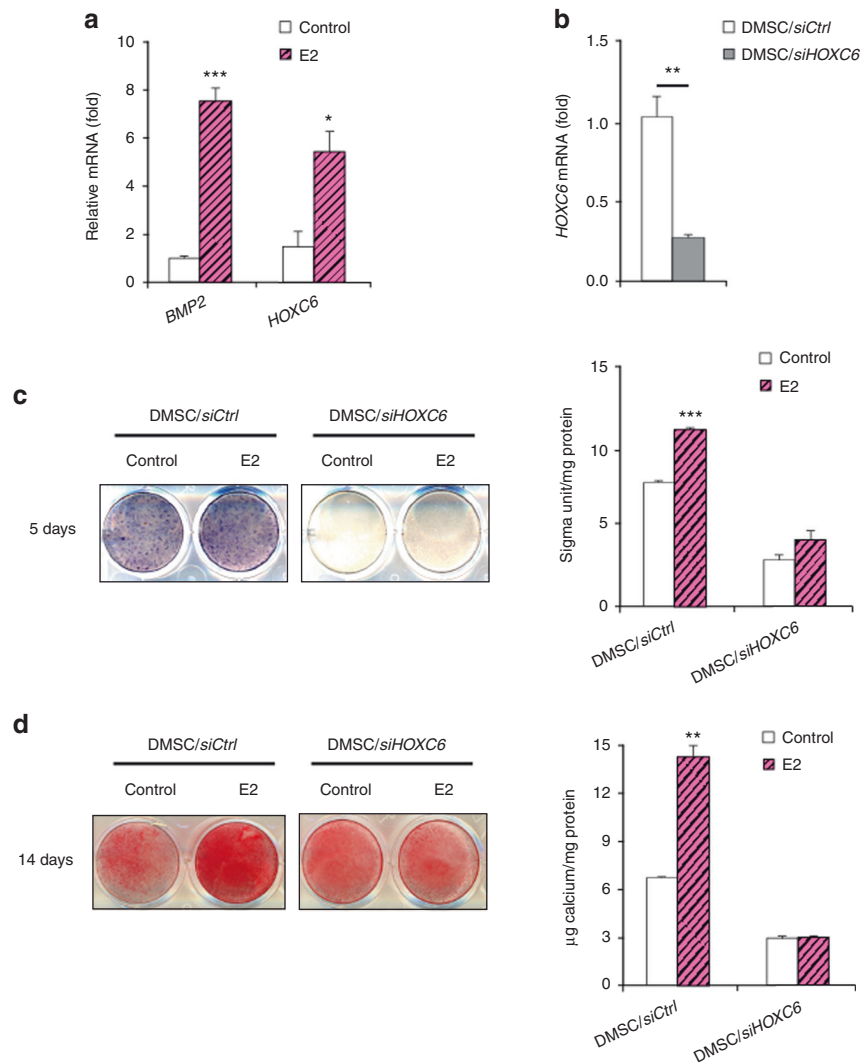 a
Control
E2
Relative mRNA (fold)
10
8
6
4
2
0
***
*
BMP2
HOXC6
b
DMSC/siCtrl
DMSC/siHOXC6
HOXC6 mRNA (fold)
1.5
1.0
0.5
0.0
**
c
DMSC/siCtrl
DMSC/siHOXC6
Control
E2
Control
E2
5 days
Control
E2
Sigma unit/mg protein
15
10
5
0
***
DMSC/siCtrl
DMSC/siHOXC6
d
DMSC/siCtrl
DMSC/siHOXC6
Control
E2
Control
E2
14 days
Control
E2
μg calcium/mg protein
15
12
9
6
3
0
**
DMSC/siCtrl
DMSC/siHOXC6